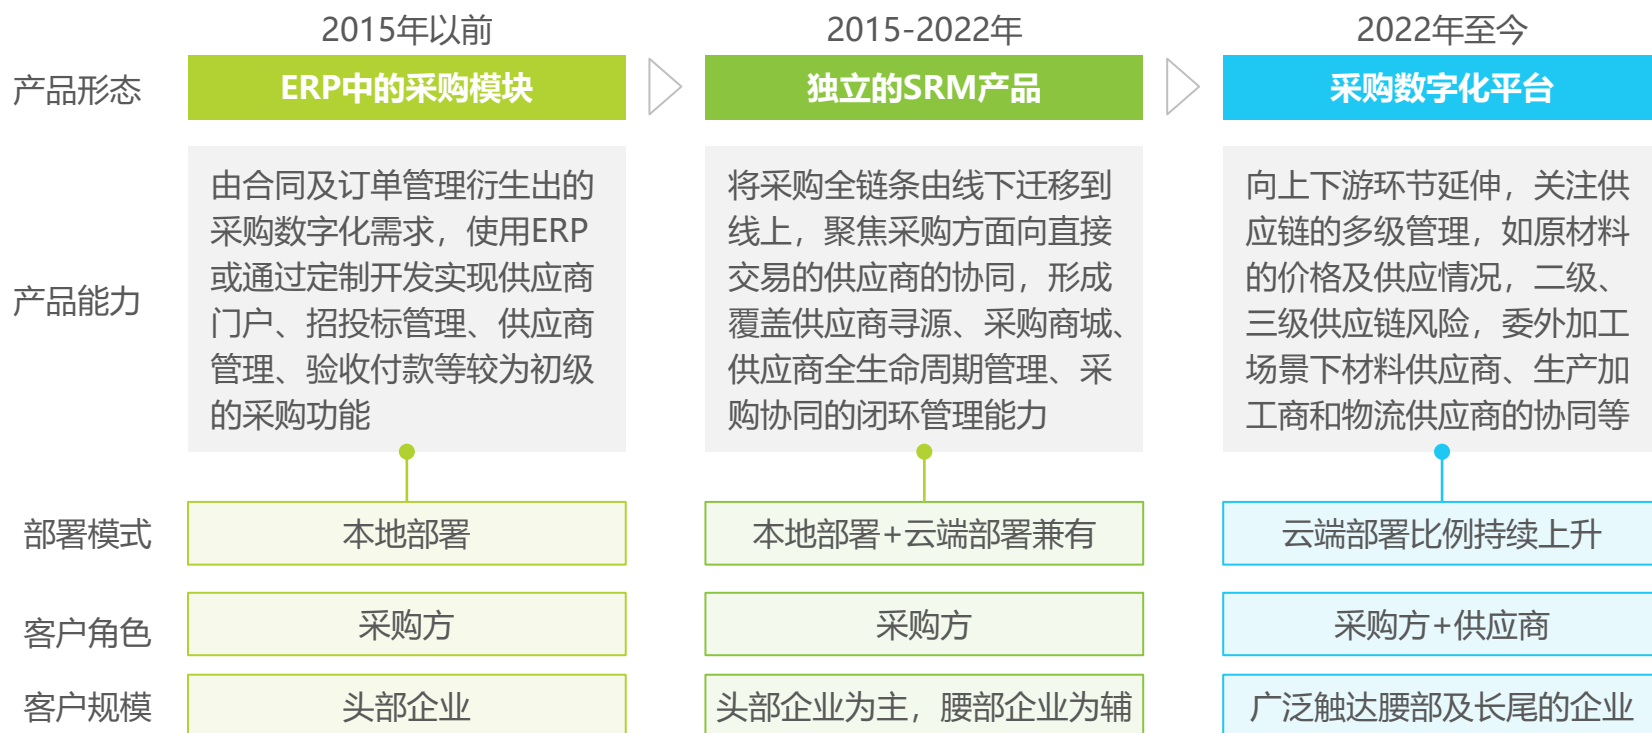 2015年以前
2015-2022年
2022年至今
产品形态
ERP中的采购模块
独立的SRM产品
采购数字化平台
产品能力
由合同及订单管理衍生出的
采购数字化需求，使用ERP
或通过定制开发实现供应商
门户、招投标管理、供应商
管理、验收付款等较为初级
的采购功能
将采购全链条由线下迁移到
线上，聚焦采购方面向直接
交易的供应商的协同，形成
覆盖供应商寻源、采购商城、
供应商全生命周期管理、采
购协同的闭环管理能力
向上下游环节延伸，关注供
应链的多级管理，如原材料
的价格及供应情况，二级、
三级供应链风险，委外加工
场景下材料供应商、生产加
工商和物流供应商的协同等
部署模式
本地部署
本地部署+云端部署兼有
云端部署比例持续上升
客户角色
采购方
采购方
采购方+供应商
客户规模
头部企业
头部企业为主，腰部企业为辅
广泛触达腰部及长尾的企业